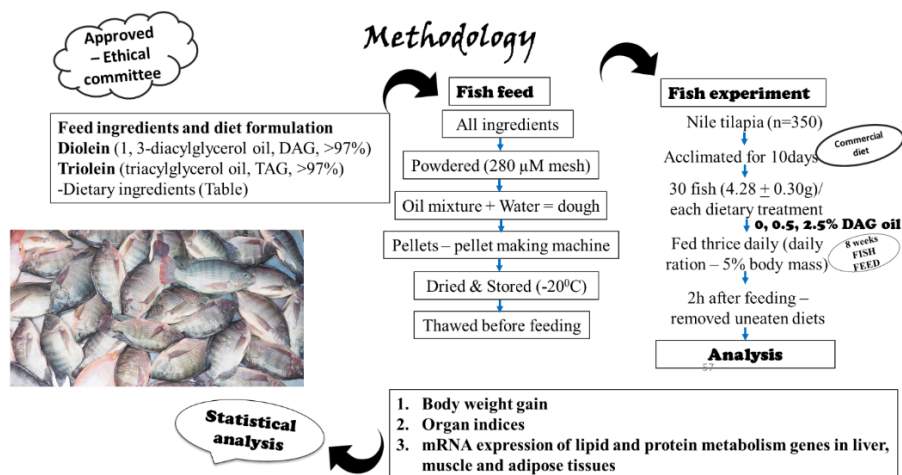 Approved
– Ethical
committee
Methodology
Feed ingredients and diet formulation
Diolein (1, 3-diacylglycerol oil, DAG, >97%)
Triolein (triacylglycerol oil, TAG, >97%)
-Dietary ingredients (Table)
Fish feed
All ingredients
Powdered (280 µM mesh)
Oil mixture + Water = dough
Pellets – pellet making machine
Dried & Stored (-20⁰C)
Thawed before feeding
Fish experiment
Nile tilapia (n=350)
Commercial
diet
Acclimated for 10days
30 fish (4.28 ± 0.30g)/
each dietary treatment
0, 0.5, 2.5% DAG oil
Fed thrice daily (daily
ration – 5% body mass)
8 weeks
FISH
FEED
2h after feeding –
removed uneaten diets
Analysis
57
1. Body weight gain
2. Organ indices
3. mRNA expression of lipid and protein metabolism genes in liver,
muscle and adipose tissues
Statistical
analysis